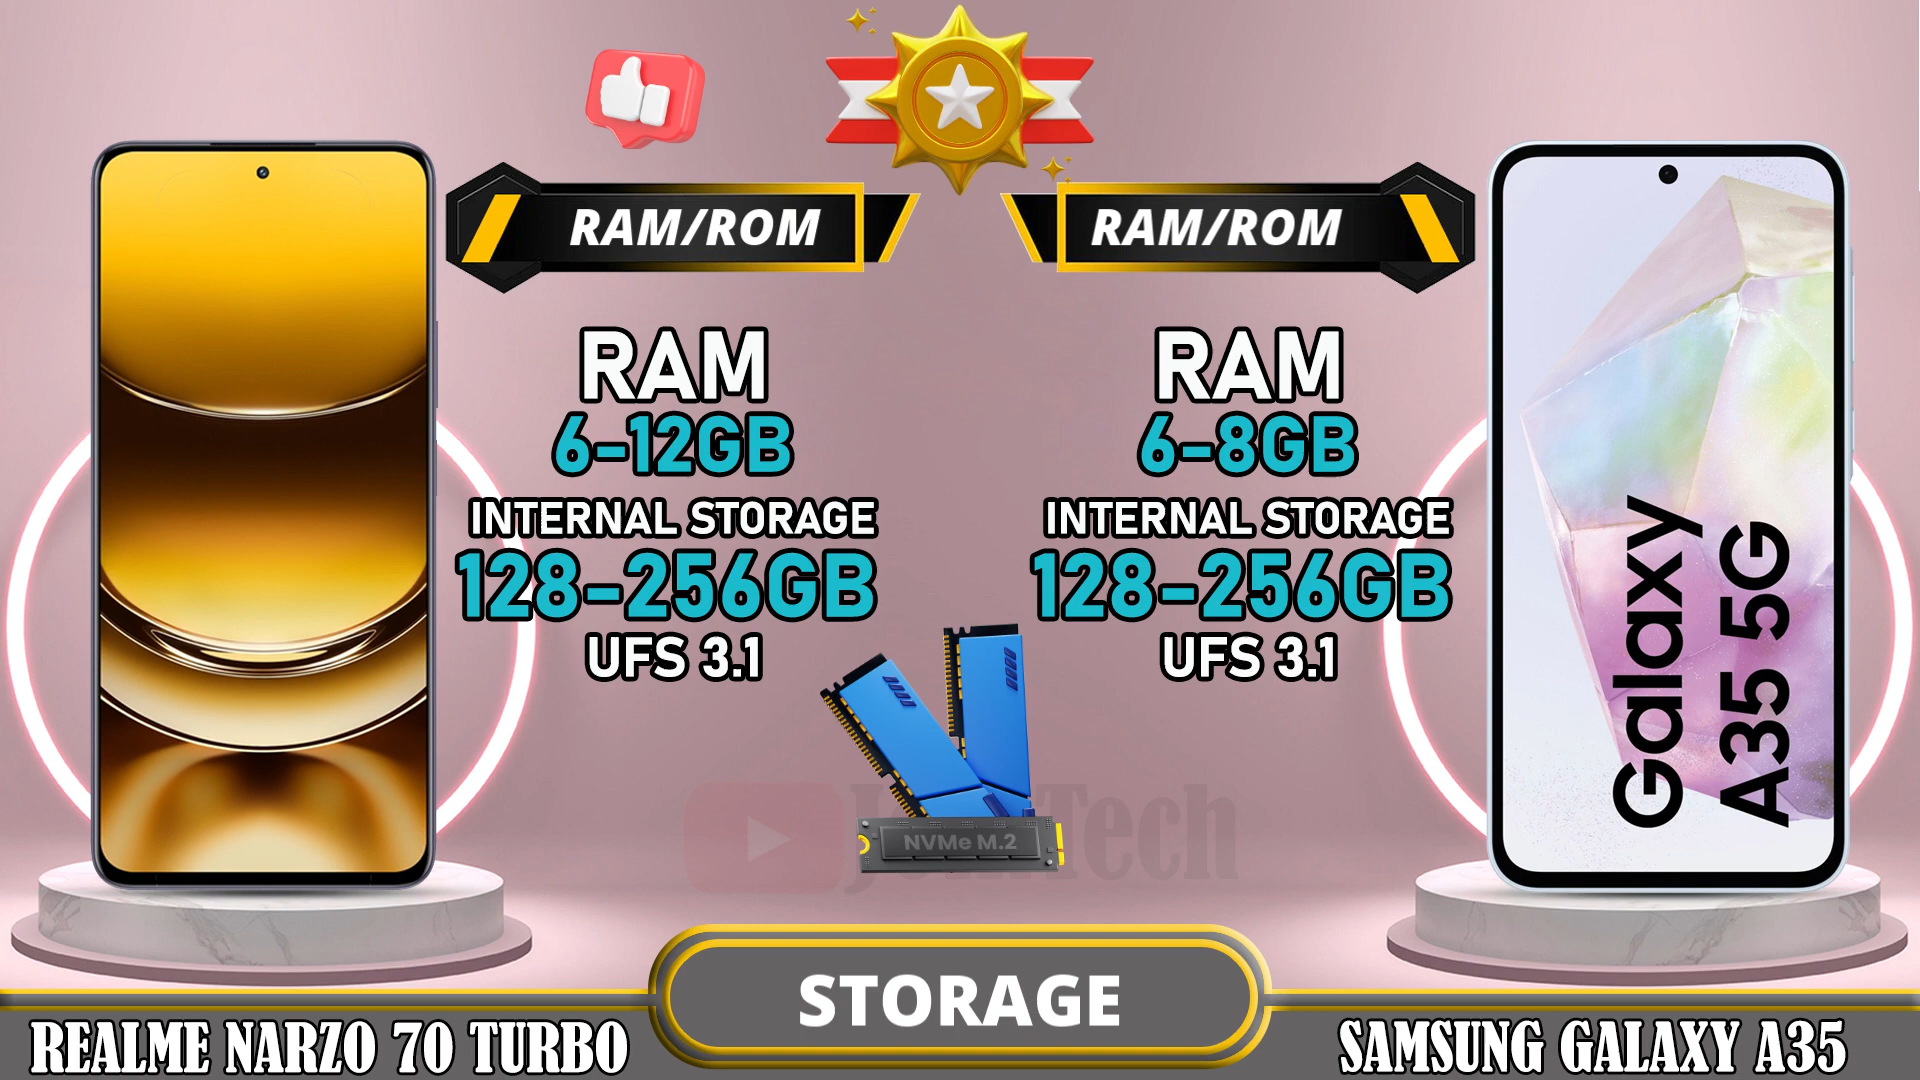 RAM/ROM
RAM/ROM
RAM
6-12GB
INTERNAL STORAGE
128-256GB
UFS 3.1
RAM
6-8GB
INTERNAL STORAGE
128-256GB
UFS 3.1
Galaxy
A35 5G
NVMe M.2
Tech
STORAGE
REALME NARZO 70 TURBO
SAMSUNG GALAXY A35